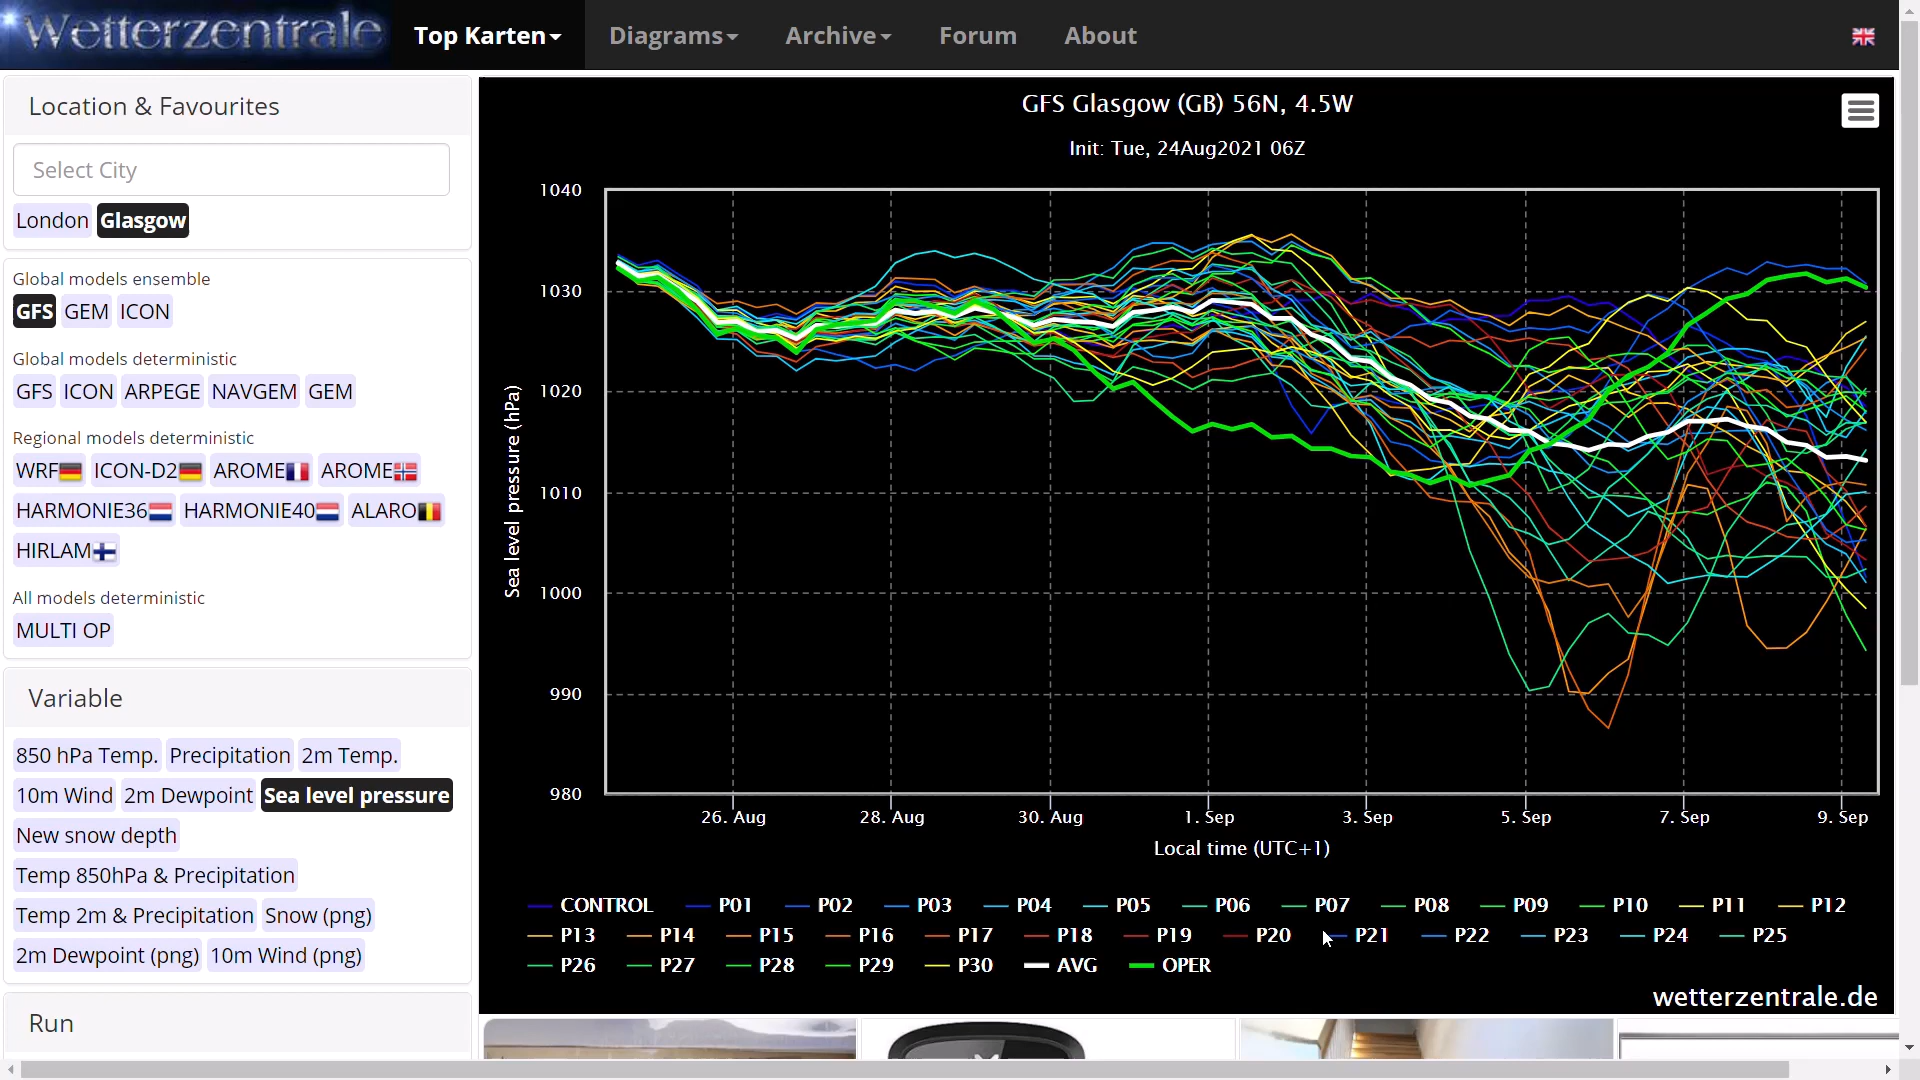 Wetterzentrale
Top Karten Diagrams Archive Forum About
Location & Favourites
Select City
London Glasgow
Global models ensemble
GFS GEM ICON
Global models deterministic
GFS ICON ARPEGE NAVGEM GEM
Regional models deterministic
WRF ICON-D2 AROME AROME
HARMONIE36 HARMONIE40 ALARO
HIRLAM
All models deterministic
MULTI OP
Variable
850 hPa Temp. Precipitation 2m Temp.
10m Wind 2m Dewpoint Sea level pressure
New snow depth
Temp 850hPa & Precipitation
Temp 2m & Precipitation Snow (png)
2m Dewpoint (png) 10m Wind (png)
Run
GFS Glasgow (GB) 56N, 4.5W
Init: Tue, 24Aug2021 06Z
Sea level pressure (hPa)
1040
1030
1020
1010
1000
990
980
26. Aug 28. Aug 30. Aug 1. Sep 3. Sep 5. Sep 7. Sep 9. Sep
Local time (UTC+1)
CONTROL P01 P02 P03 P04 P05 P06 P07 P08 P09 P10 P11 P12
P13 P14 P15 P16 P17 P18 P19 P20 P21 P22 P23 P24 P25
P26 P27 P28 P29 P30 AVG OPER
wetterzentrale.de